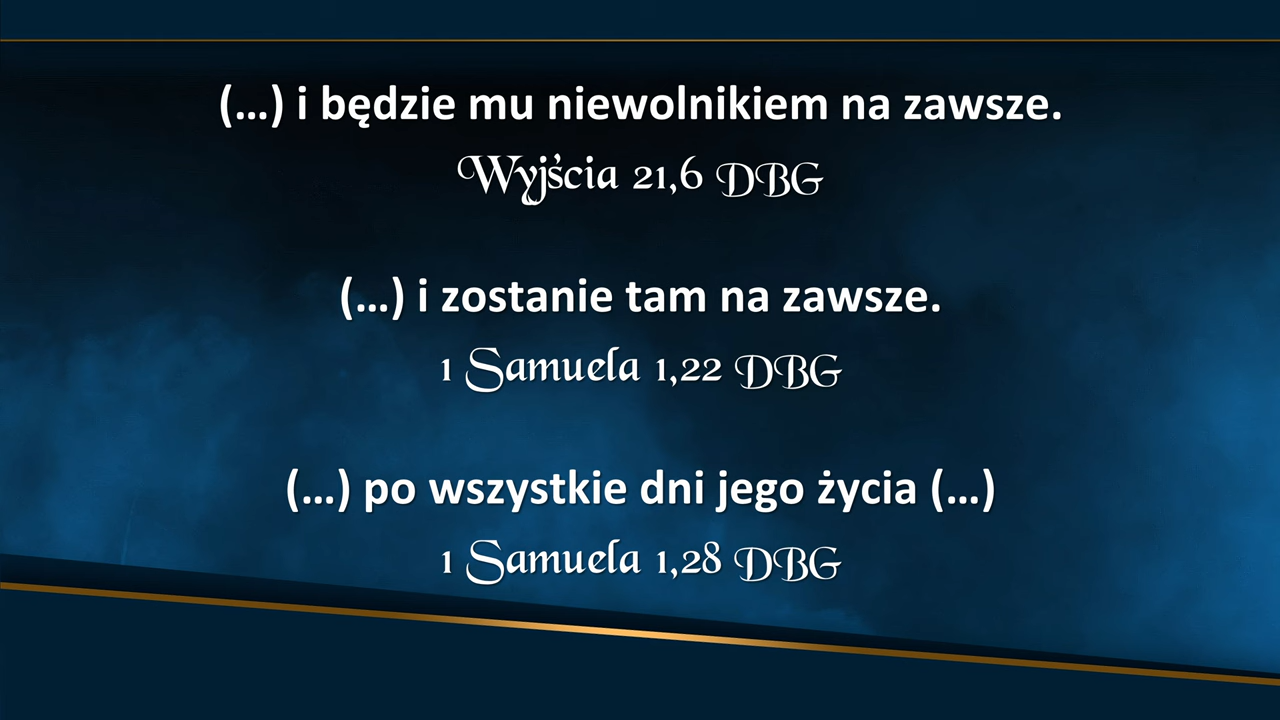 (...) i będzie mu niewolnikiem na zawsze.
Wyjścia 21,6 DBG
(...) i zostanie tam na zawsze.
1 Samuela 1,22 DBG
(...) po wszystkie dni jego życia (...)
1 Samuela 1,28 DBG